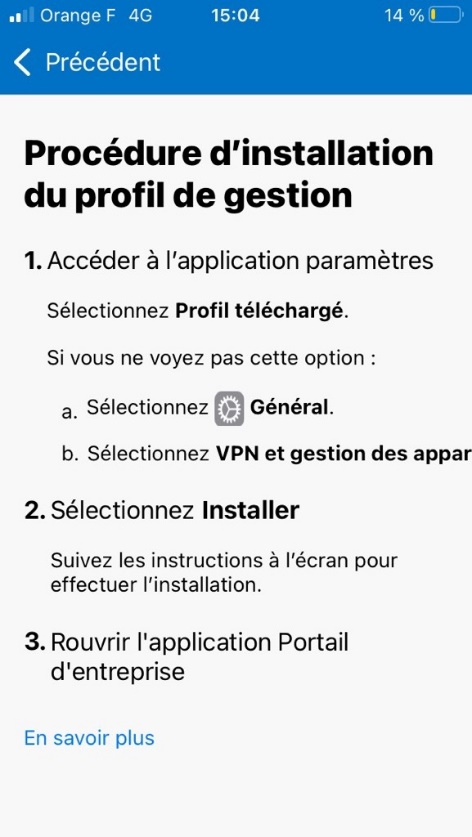 Orange F 4G 15:04 14 %
Précédent
Procédure d’installation
du profil de gestion
1. Accéder à l’application paramètres
Sélectionnez Profil téléchargé.
Si vous ne voyez pas cette option :
a. Sélectionnez Général.
b. Sélectionnez VPN et gestion des appar
2. Sélectionnez Installer
Suivez les instructions à l’écran pour
effectuer l’installation.
3. Rouvrir l'application Portail
d'entreprise
En savoir plus